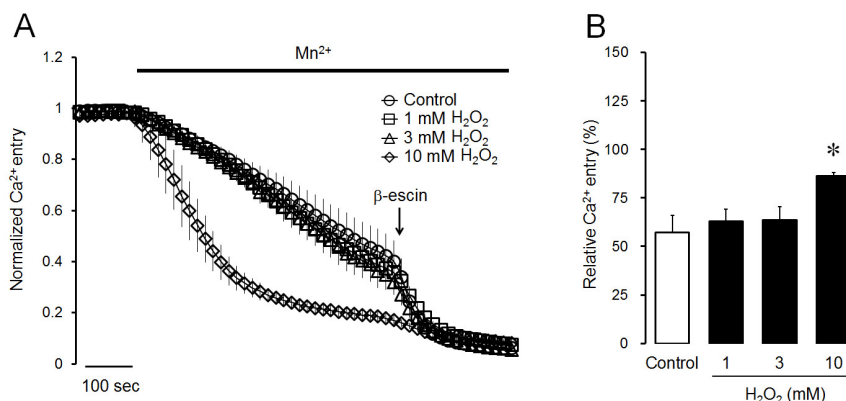 A
Mn²⁺
1.2
1
0.8
0.6
0.4
0.2
0
Normalized Ca²⁺ entry
Control
1 mM H₂O₂
3 mM H₂O₂
10 mM H₂O₂
β-escin
100 sec
B
150
125
100
75
50
25
0
Relative Ca²⁺ entry (%)
*
Control
1
3
10
H₂O₂ (mM)